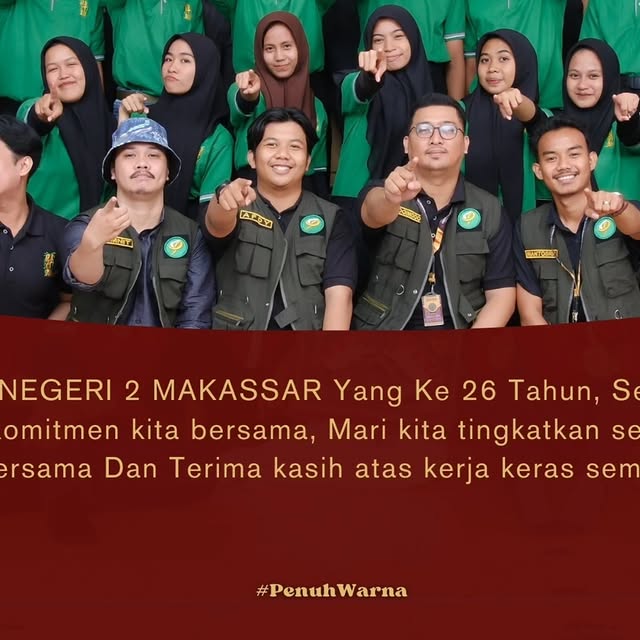 AFDY
NEGERI 2 MAKASSAR Yang Ke 26 Tahun, Se
komitmen kita bersama, Mari kita tingkatkan se
ersama Dan Terima kasih atas kerja keras sem
#PenuhWarna